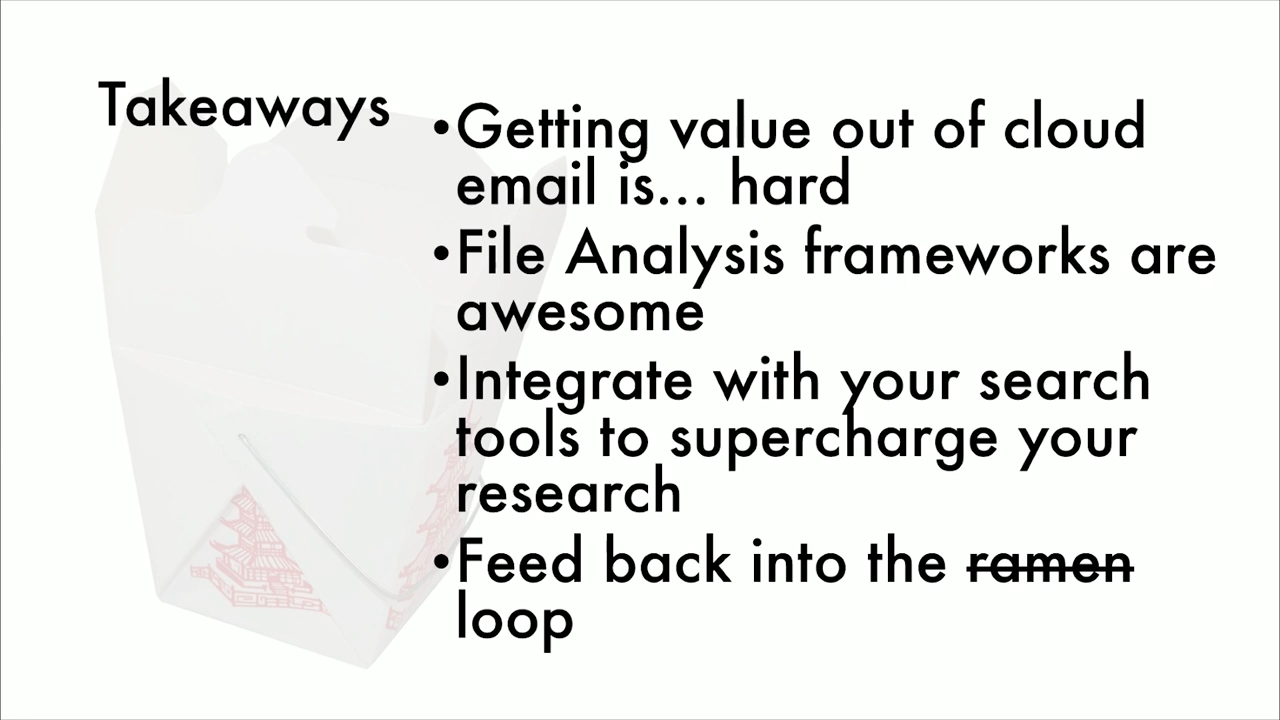 Takeaways
•Getting value out of cloud
email is... hard
•File Analysis frameworks are
awesome
•Integrate with your search
tools to supercharge your
research
•Feed back into the ramen
loop